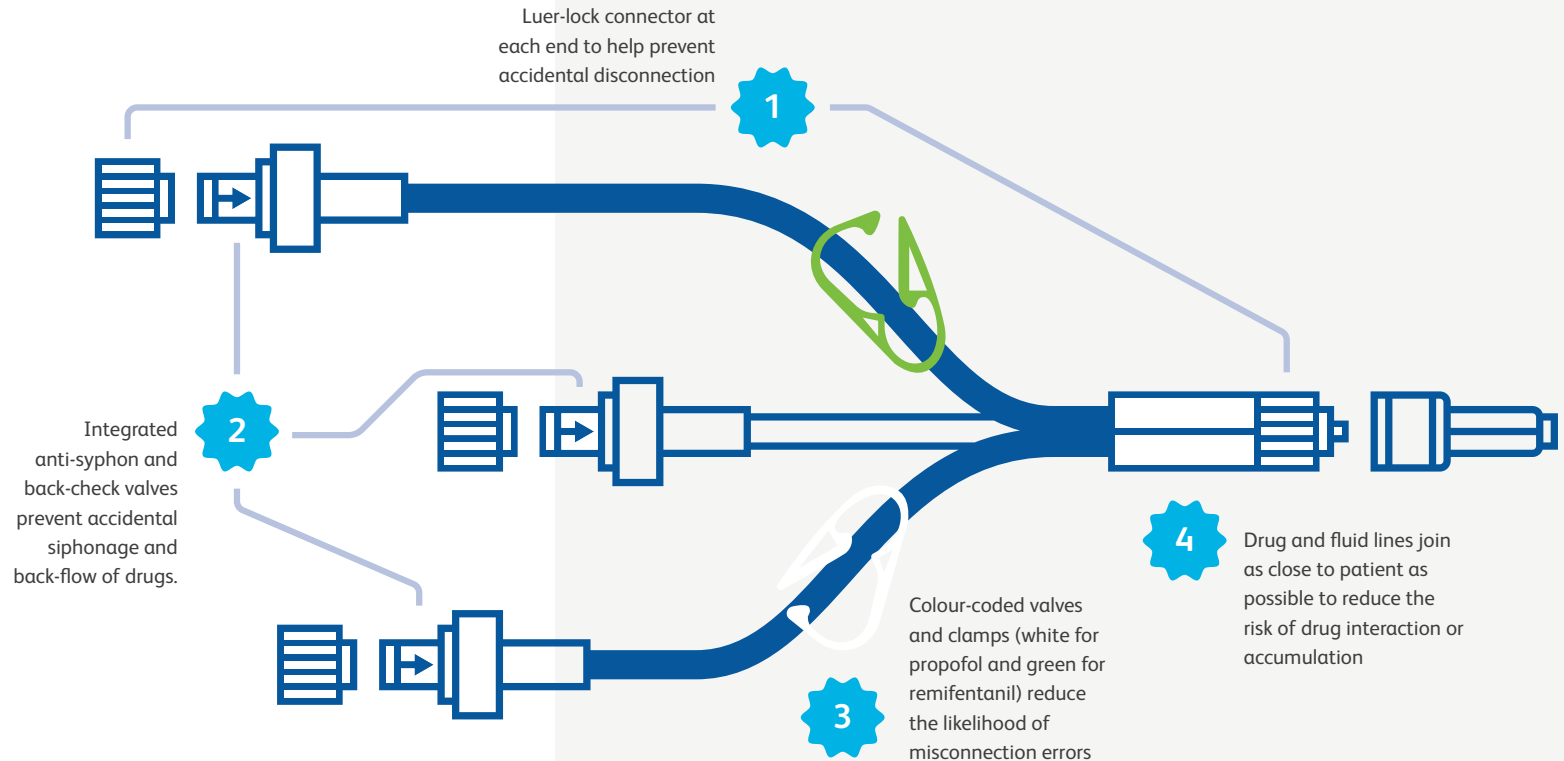 Luer-lock connector at
each end to help prevent
accidental disconnection
1
2
Integrated
anti-syphon and
back-check valves
prevent accidental
siphonage and
back-flow of drugs.
3
Colour-coded valves
and clamps (white for
propofol and green for
remifentanil) reduce
the likelihood of
misconnection errors
4
Drug and fluid lines join
as close to patient as
possible to reduce the
risk of drug interaction or
accumulation